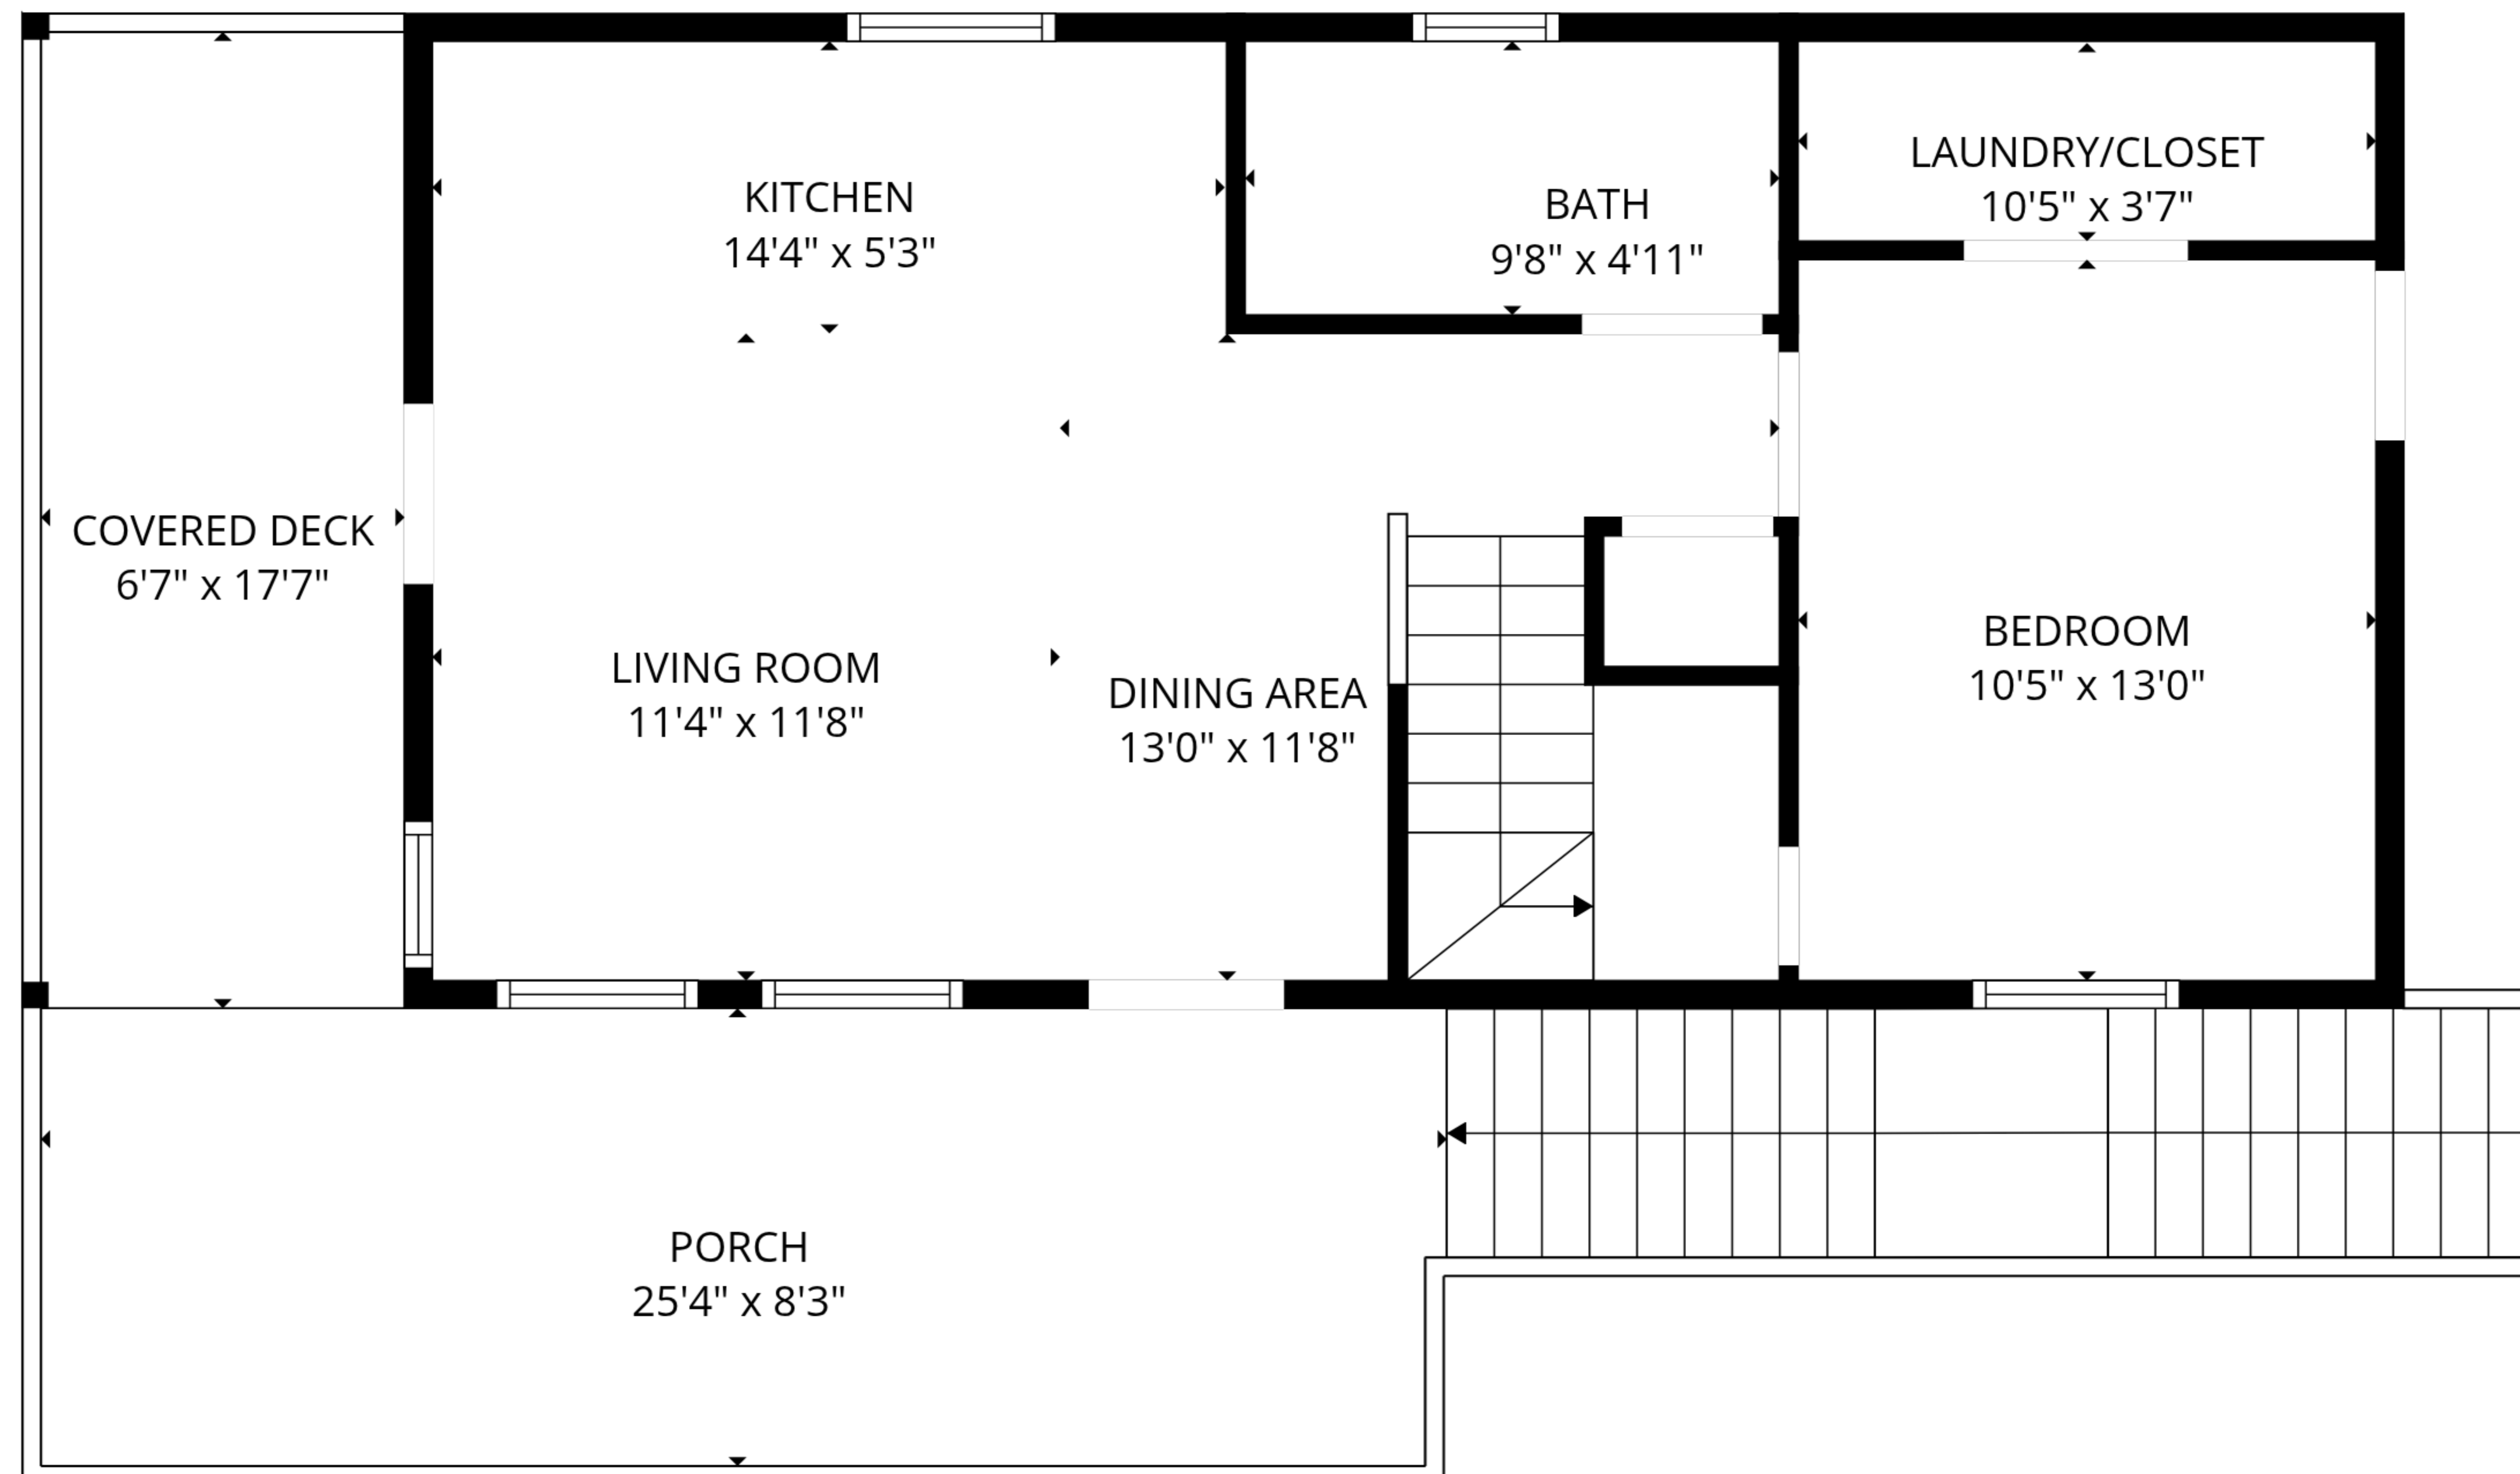 KITCHEN
14'4" x 5'3"
BATH
9'8" x 4'11"
LAUNDRY/CLOSET
10'5" x 3'7"
COVERED DECK
6'7" x 17'7"
LIVING ROOM
11'4" x 11'8"
DINING AREA
13'0" x 11'8"
BEDROOM
10'5" x 13'0"
PORCH
25'4" x 8'3"